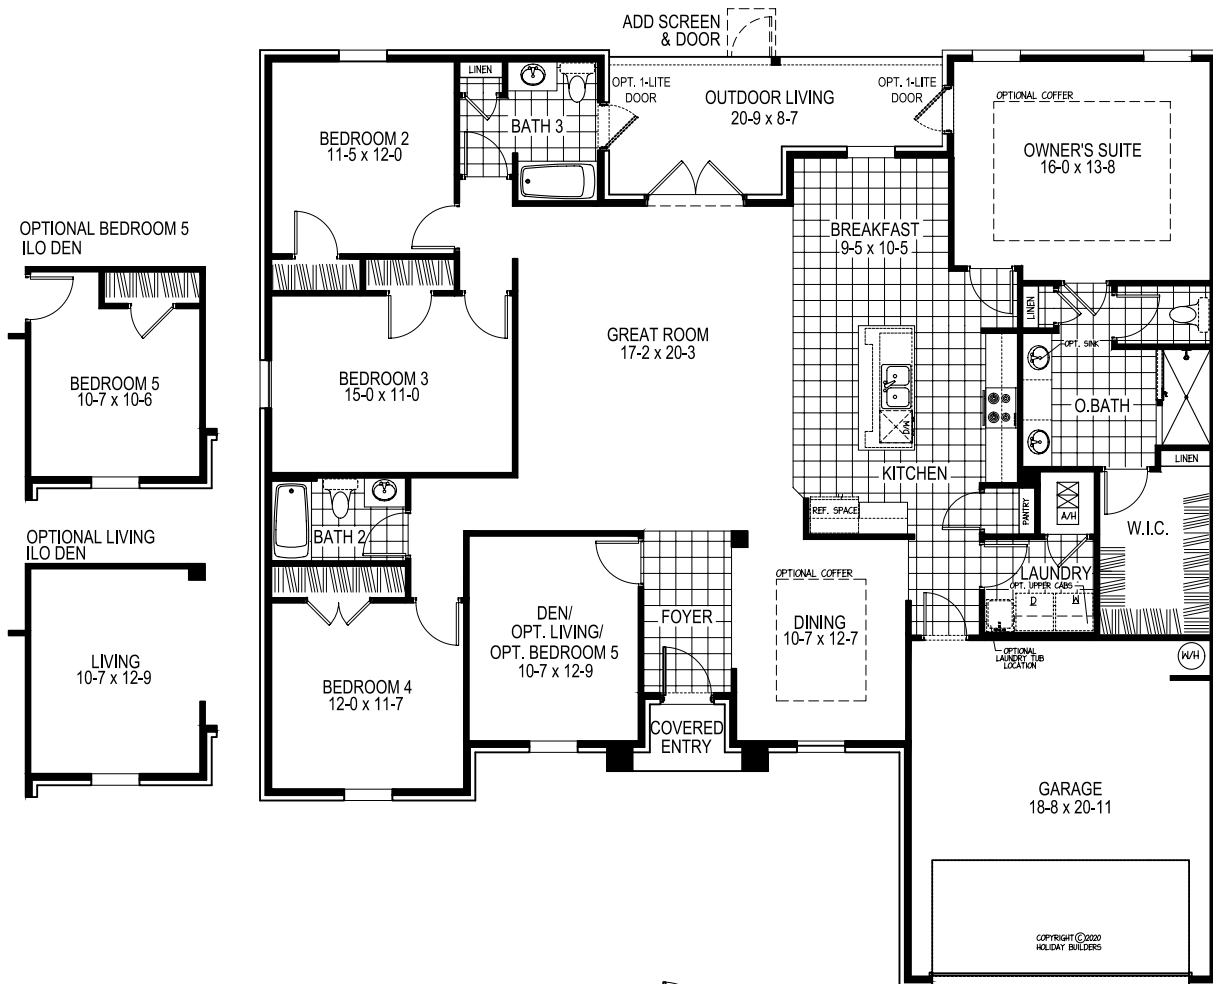 ADD SCREEN
& DOOR
LINEN
BATH 3
OPT. 1-LITE
DOOR
OUTDOOR LIVING
20-9 x 8-7
OPT. 1-LITE
DOOR
OPTIONAL COFFER
OWNER'S SUITE
16-0 x 13-8
BEDROOM 2
11-5 x 12-0
OPTIONAL BEDROOM 5
ILO DEN
BEDROOM 5
10-7 x 10-6
BREAKFAST
9-5 x 10-5
GREAT ROOM
17-2 x 20-3
BEDROOM 3
15-0 x 11-0
LINEN
OPT. SINK
O.BATH
LINEN
D/W
KITCHEN
REF. SPACE
PANTRY
A/H
W.I.C.
BATH 2
OPTIONAL LIVING
ILO DEN
LIVING
10-7 x 12-9
BEDROOM 4
12-0 x 11-7
DEN/
OPT. LIVING/
OPT. BEDROOM 5
10-7 x 12-9
FOYER
OPTIONAL COFFER
DINING
10-7 x 12-7
LAUNDRY
OPT. UPPER CABS
D
W
OPTIONAL
LAUNDRY TUB
LOCATION
W/H
COVERED
ENTRY
GARAGE
18-8 x 20-11
COPYRIGHT ©2020
HOLIDAY BUILDERS